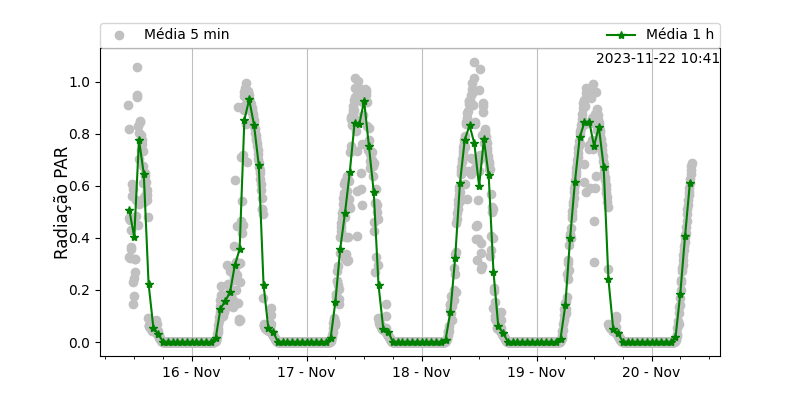 Média 5 min
Média 1 h
2023-11-22 10:41
Radiação PAR
1.0
0.8
0.6
0.4
0.2
0.0
16 - Nov
17 - Nov
18 - Nov
19 - Nov
20 - Nov